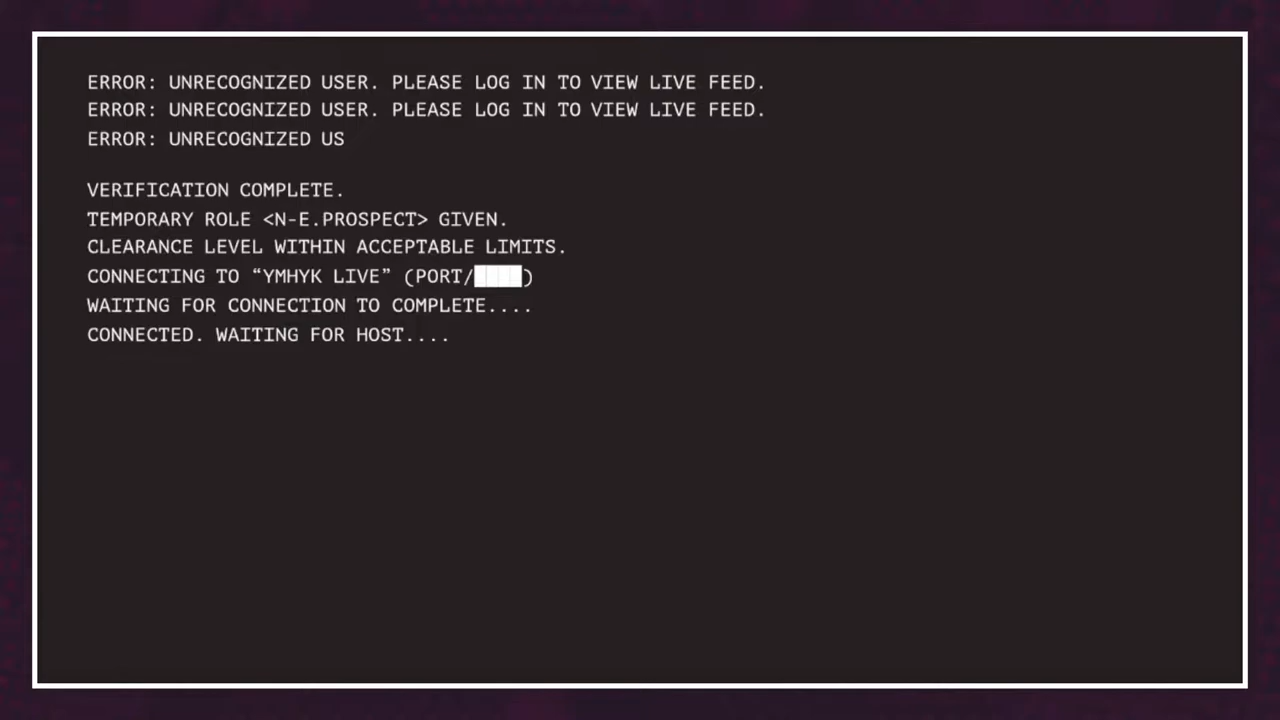 ERROR: UNRECOGNIZED USER. PLEASE LOG IN TO VIEW LIVE FEED.
ERROR: UNRECOGNIZED USER. PLEASE LOG IN TO VIEW LIVE FEED.
ERROR: UNRECOGNIZED US
VERIFICATION COMPLETE.
TEMPORARY ROLE <N-E.PROSPECT> GIVEN.
CLEARANCE LEVEL WITHIN ACCEPTABLE LIMITS.
CONNECTING TO “YMHYK LIVE” (PORT/████)
WAITING FOR CONNECTION TO COMPLETE....
CONNECTED. WAITING FOR HOST....